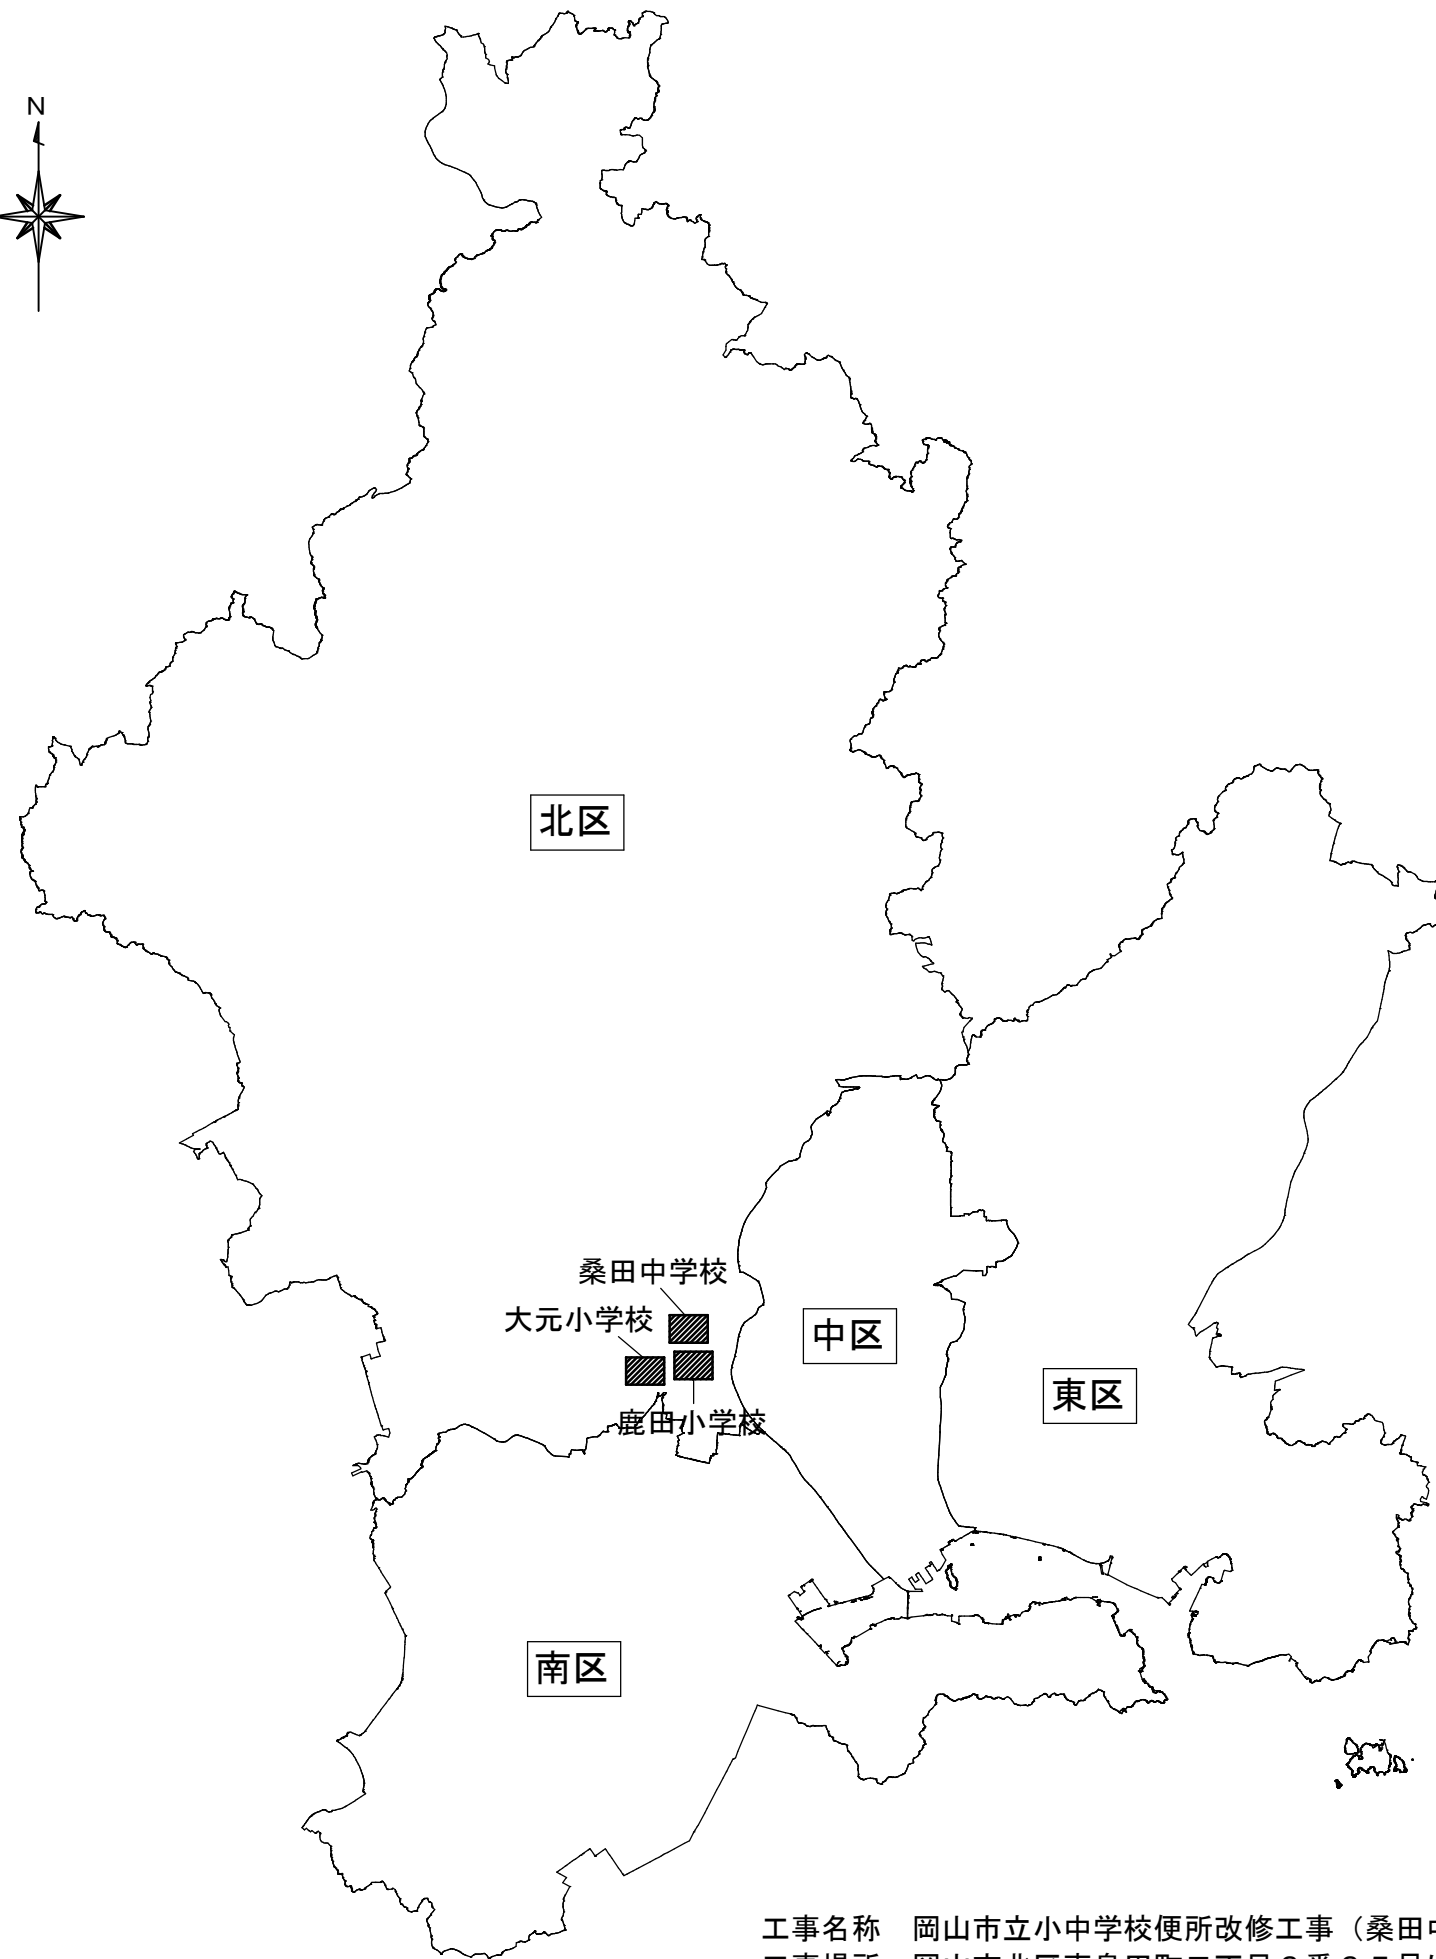 N
北区
桑田中学校
大元小学校
中区
東区
鹿田小学校
南区
工事名称 岡山市立小中学校便所改修工事（桑田中